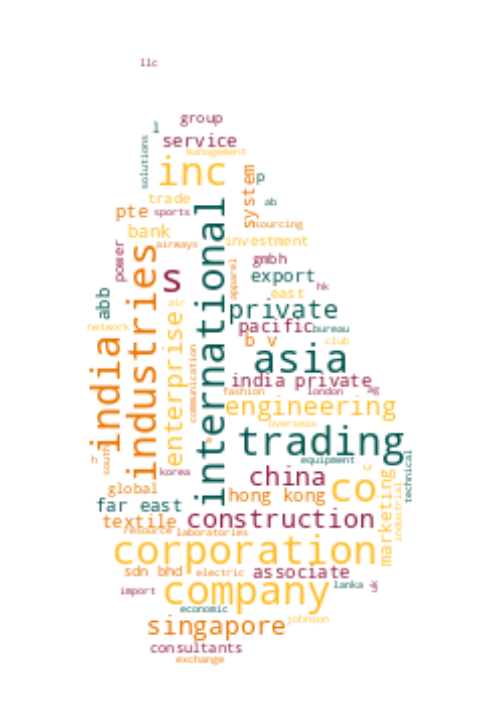 llc
group
service
solutions
management
inc
system
p
ab
trade
pte
sports
sourcing
bank
airways
investment
power
gmbh
apparel
export
hk
s
east
abb
air
international
private
industries
network
pacific
bureau
b v
club
enterprise
india
communication
asia
india private
london
ag
fashion
engineering
overseas
trading
h
south
equipment
technical
korea
china
c
co
global
hong kong
marketing
industrial
far east
textile
construction
resource
laboratories
corporation
sdn bhd
electric
associate
import
company
lanka
uk
economic
singapore
johnson
consultants
exchange